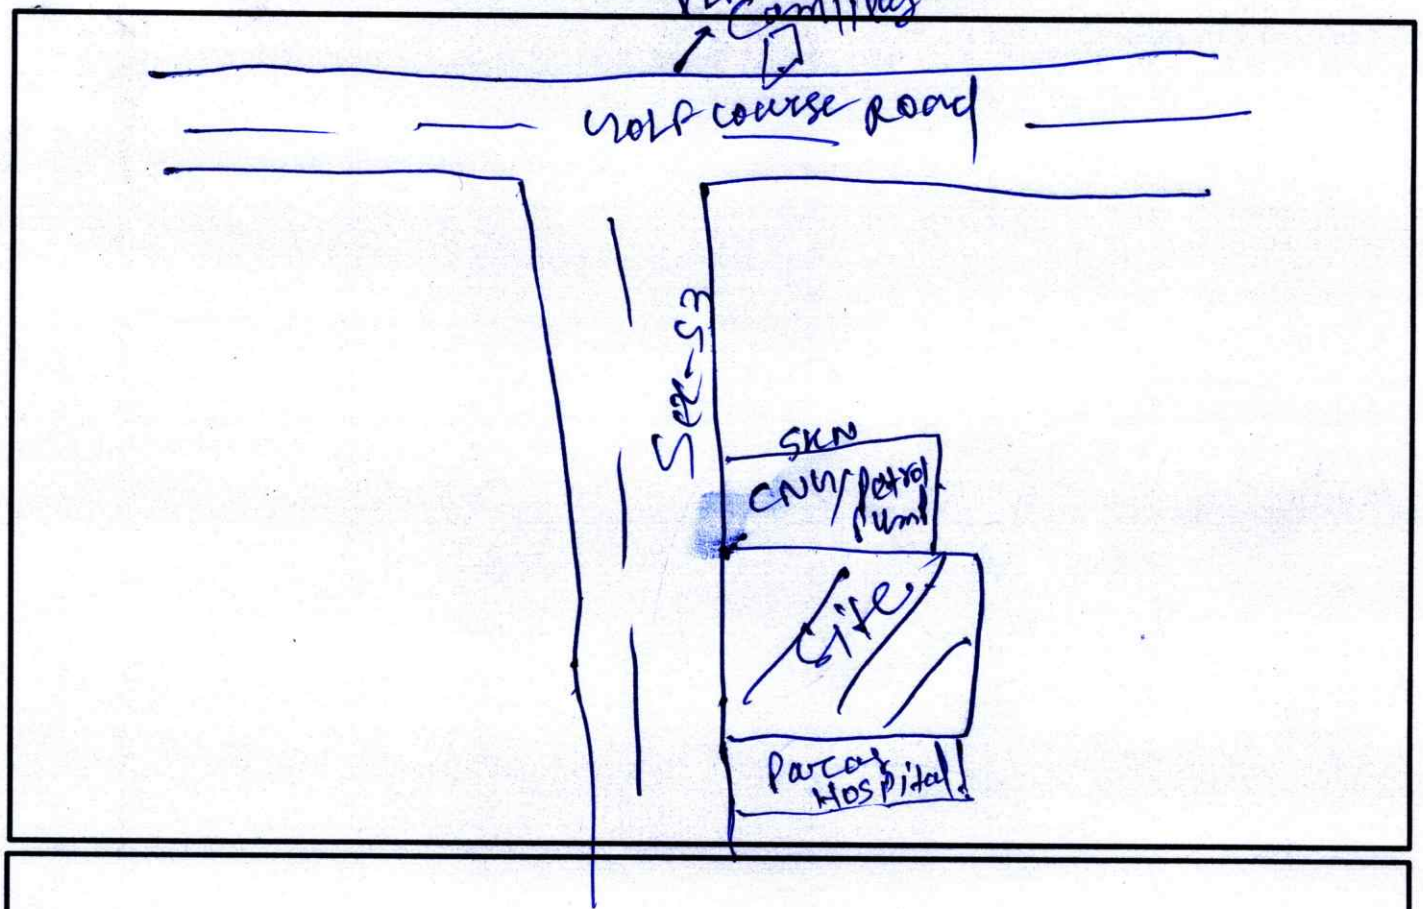 Golf course Road
Sec-53
SKN
CNG/Petrol
Pump
Site
Paras
Hospital